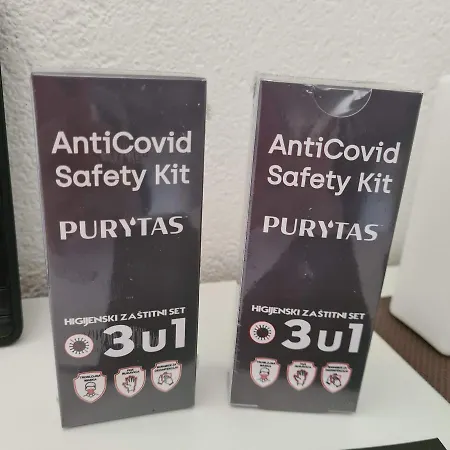 AntiCovid
Safety Kit
PURYTAS
HIGIJENSKI ZAŠTITNI SET
3u1
AntiCovid
Safety Kit
PURYTAS
HIGIJENSKI ZAŠTITNI SET
3u1